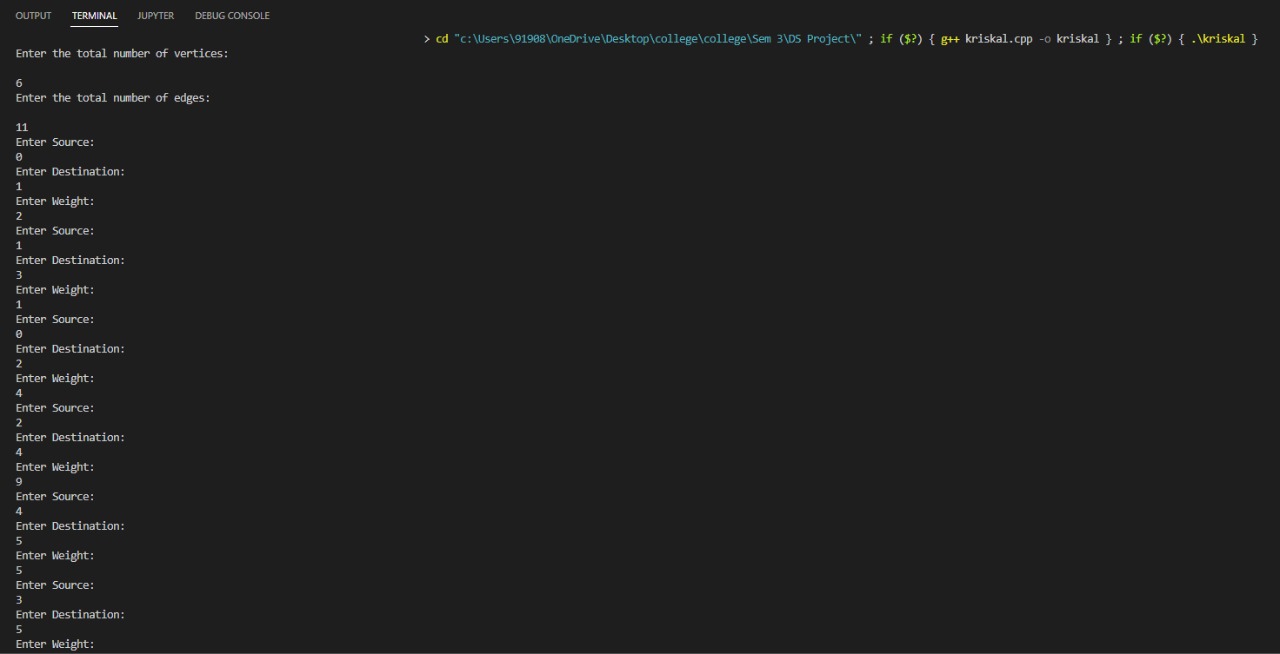 OUTPUT TERMINAL JUPYTER DEBUG CONSOLE
> cd "c:\Users\91908\OneDrive\Desktop\college\college\Sem 3\DS Project\" ; if ($?) { g++ kriskal.cpp -o kriskal } ; if ($?) { .\kriskal }
Enter the total number of vertices:
6
Enter the total number of edges:
11
Enter Source:
0
Enter Destination:
1
Enter Weight:
2
Enter Source:
1
Enter Destination:
3
Enter Weight:
1
Enter Source:
0
Enter Destination:
2
Enter Weight:
4
Enter Source:
2
Enter Destination:
4
Enter Weight:
9
Enter Source:
4
Enter Destination:
5
Enter Weight:
5
Enter Source:
3
Enter Destination:
5
Enter Weight: